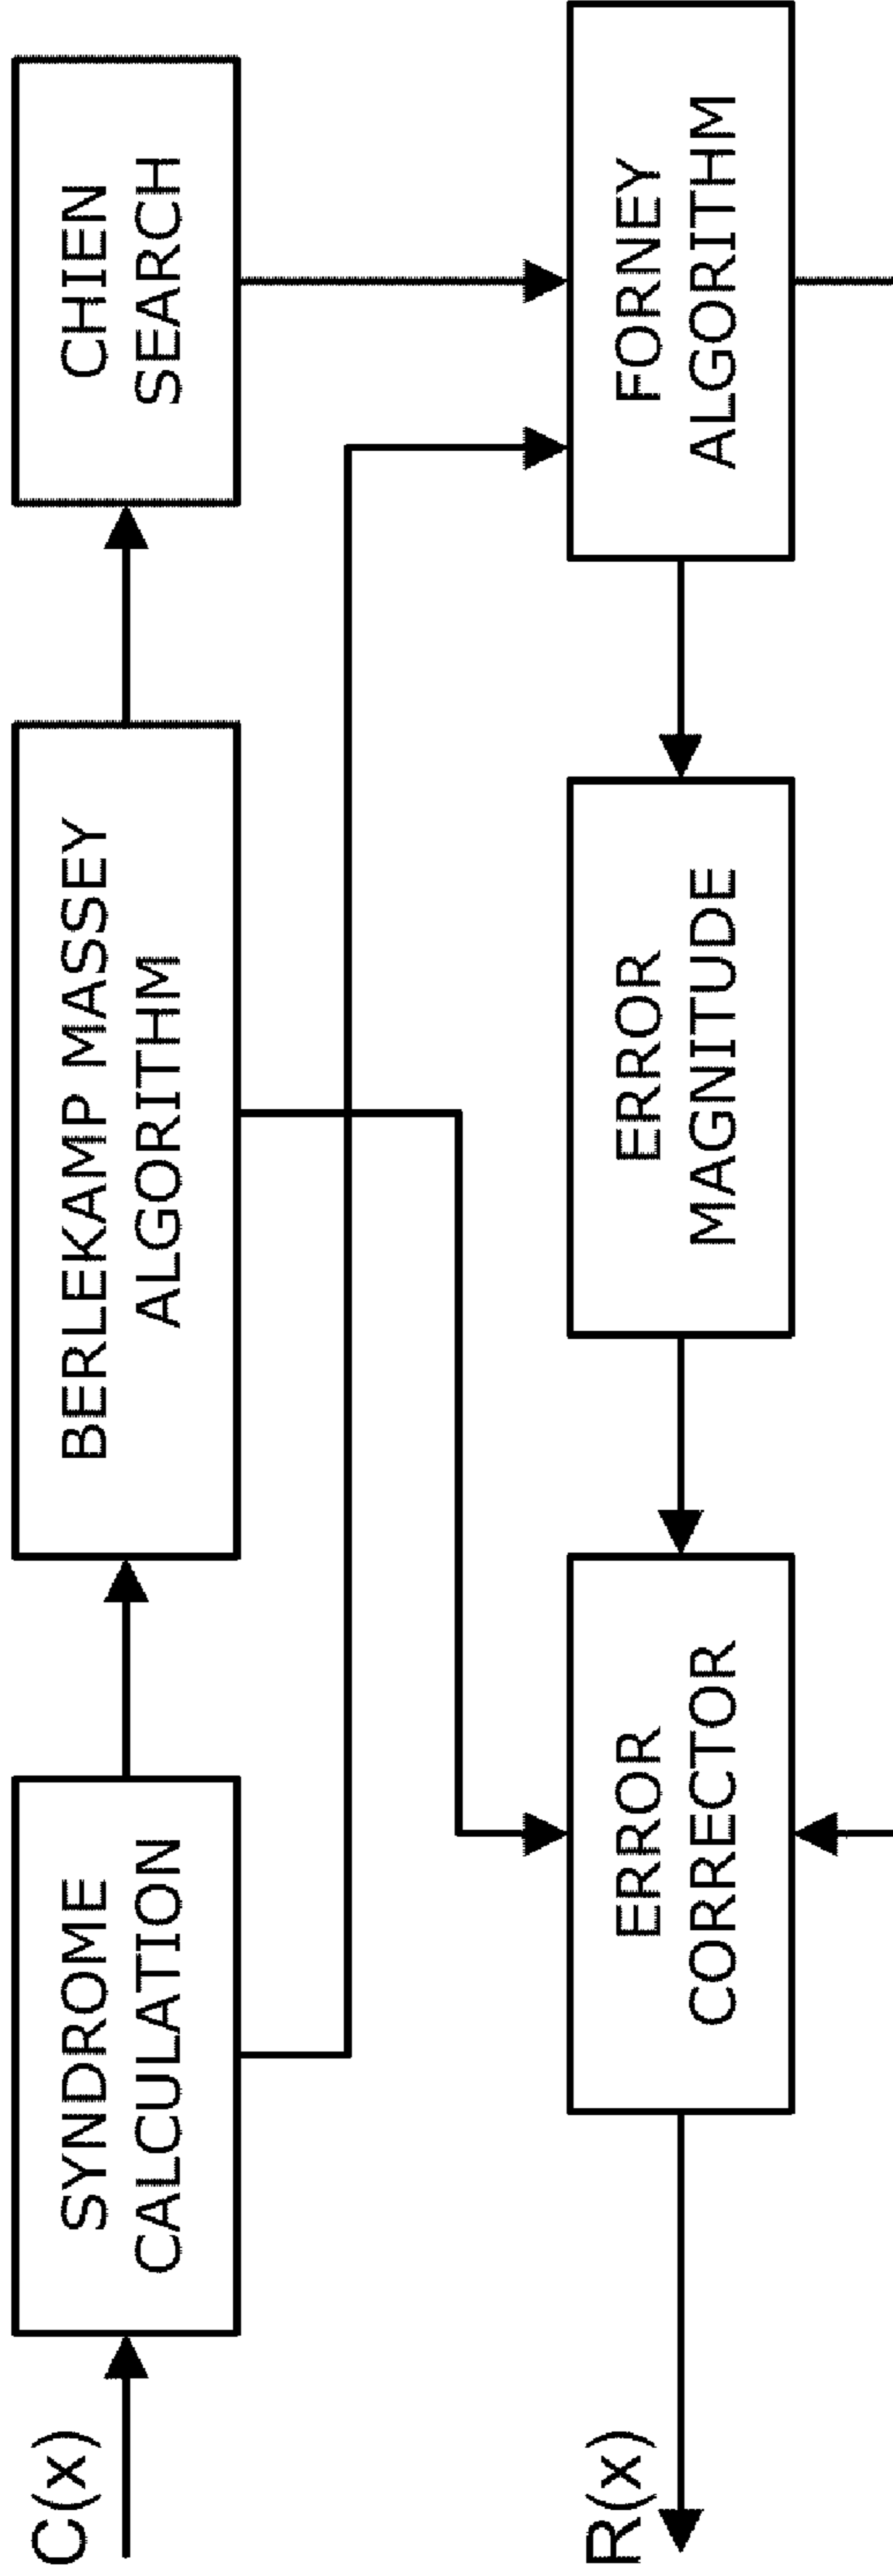 C(x)
SYNDROME
CALCULATION
BERLEKAMP MASSEY
ALGORITHM
CHIEN
SEARCH
R(x)
ERROR
CORRECTOR
ERROR
MAGNITUDE
FORNEY
ALGORITHM